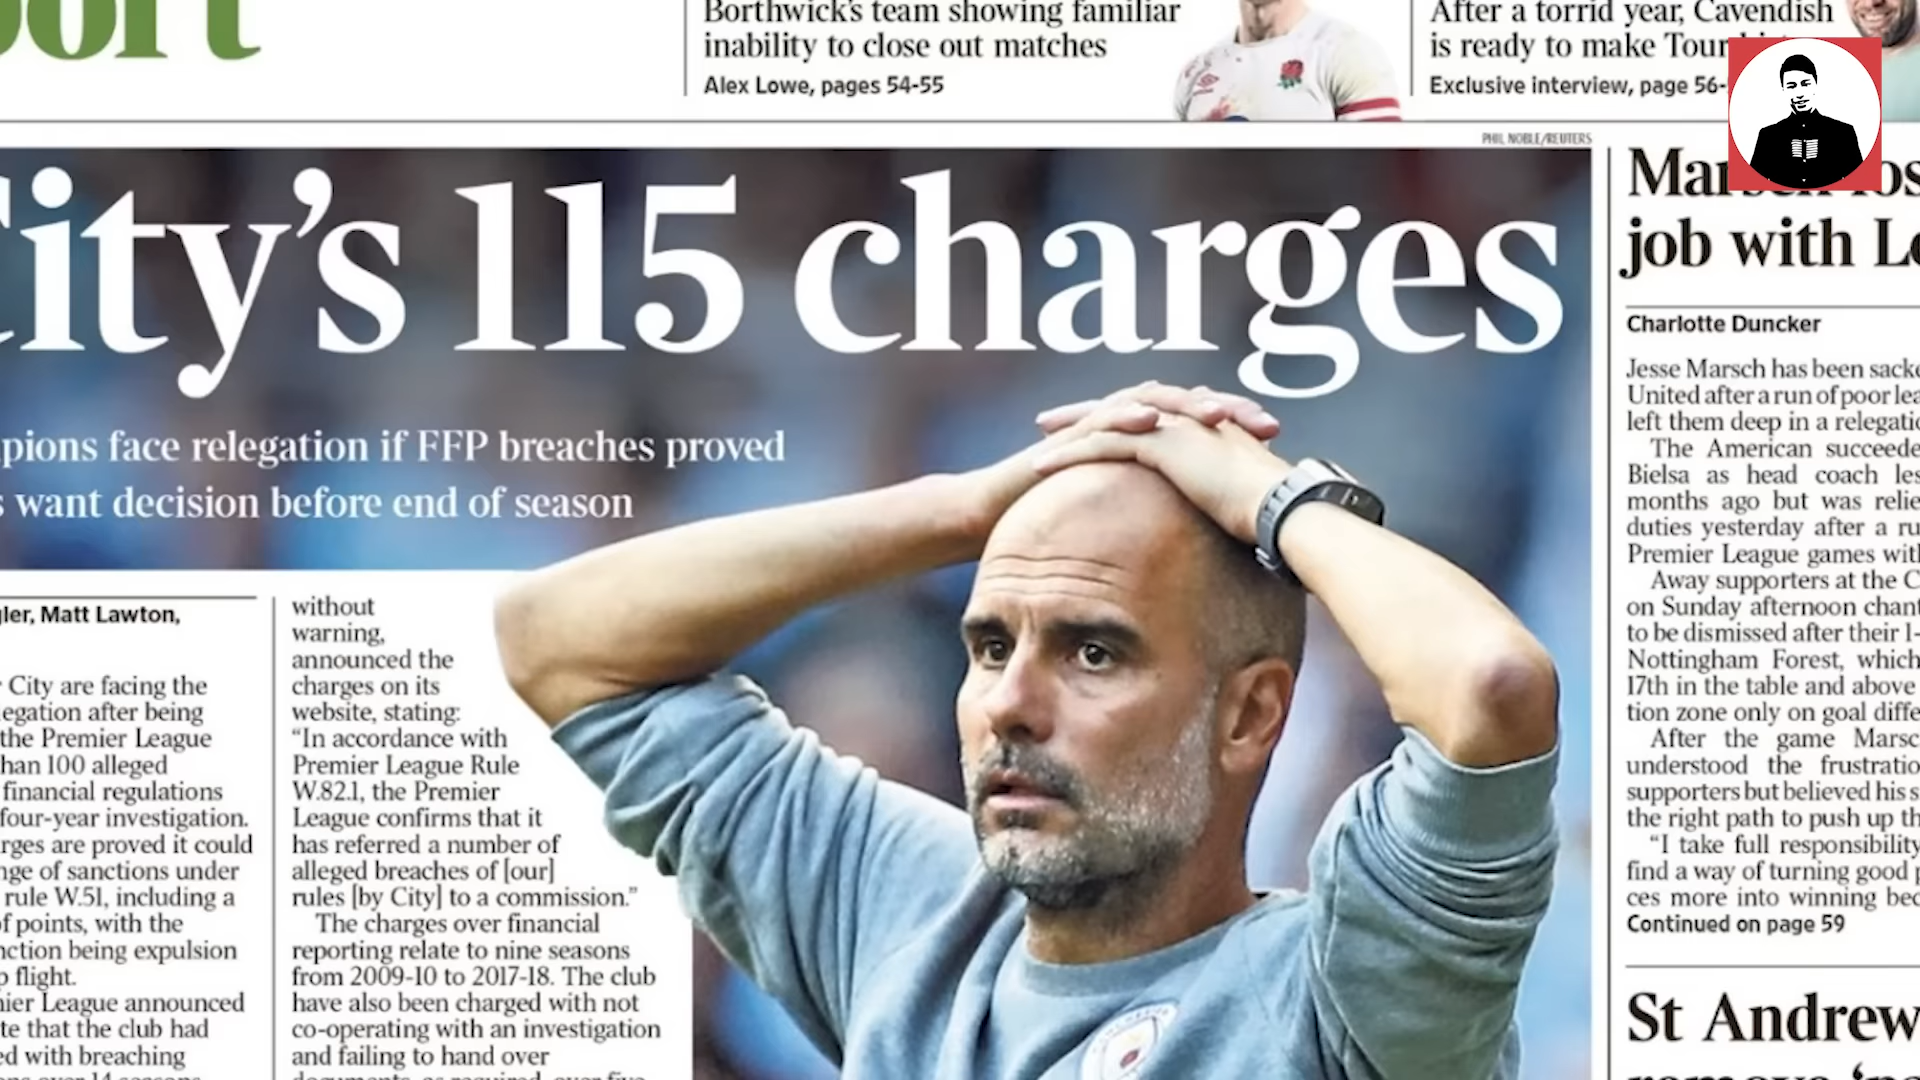 port
Borthwick's team showing familiar
inability to close out matches
Alex Lowe, pages 54-55
After a torrid year, Cavendish
is ready to make Tour
Exclusive interview, page 56-
PHIL NOBLE/REUTERS
City's 115 charges
pions face relegation if FFP breaches proved
s want decision before end of season
gler, Matt Lawton,
r City are facing the
legation after being
the Premier League
han 100 alleged
financial regulations
four-year investigation.
rges are proved it could
nge of sanctions under
rule W.51, including a
of points, with the
nction being expulsion
p flight.
mier League announced
te that the club had
ed with breaching
without
warning,
announced the
charges on its
website, stating:
“In accordance with
Premier League Rule
W.82.1, the Premier
League confirms that it
has referred a number of
alleged breaches of [our]
rules [by City] to a commission.”
The charges over financial
reporting relate to nine seasons
from 2009-10 to 2017-18. The club
have also been charged with not
co-operating with an investigation
and failing to hand over
documents, as required, over five
job with Le
Charlotte Duncker
Jesse Marsch has been sacke
United after a run of poor lea
left them deep in a relegatio
The American succeede
Bielsa as head coach les
months ago but was relie
duties yesterday after a ru
Premier League games with
Away supporters at the C
on Sunday afternoon chant
to be dismissed after their 1-
Nottingham Forest, which
17th in the table and above
tion zone only on goal diffe
After the game Marsc
understood the frustratio
supporters but believed his s
the right path to push up th
“I take full responsibility
find a way of turning good p
ces more into winning bec
Continued on page 59
St Andrew